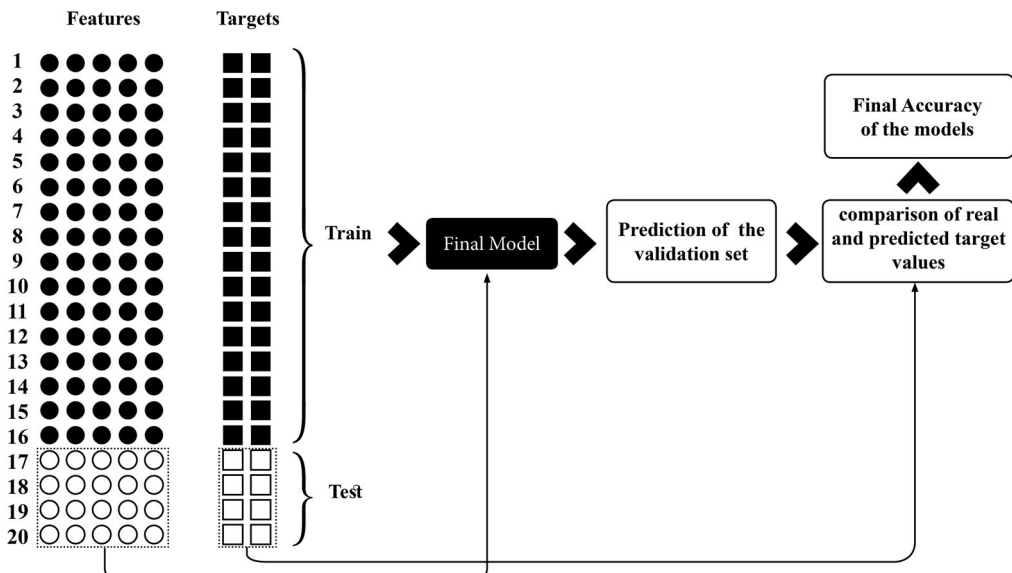 Features
Targets
1
2
3
4
5
6
7
8
9
10
11
12
13
14
15
16
17
18
19
20
Train
Test
Final Model
Prediction of the
validation set
comparison of real
and predicted target
values
Final Accuracy
of the models